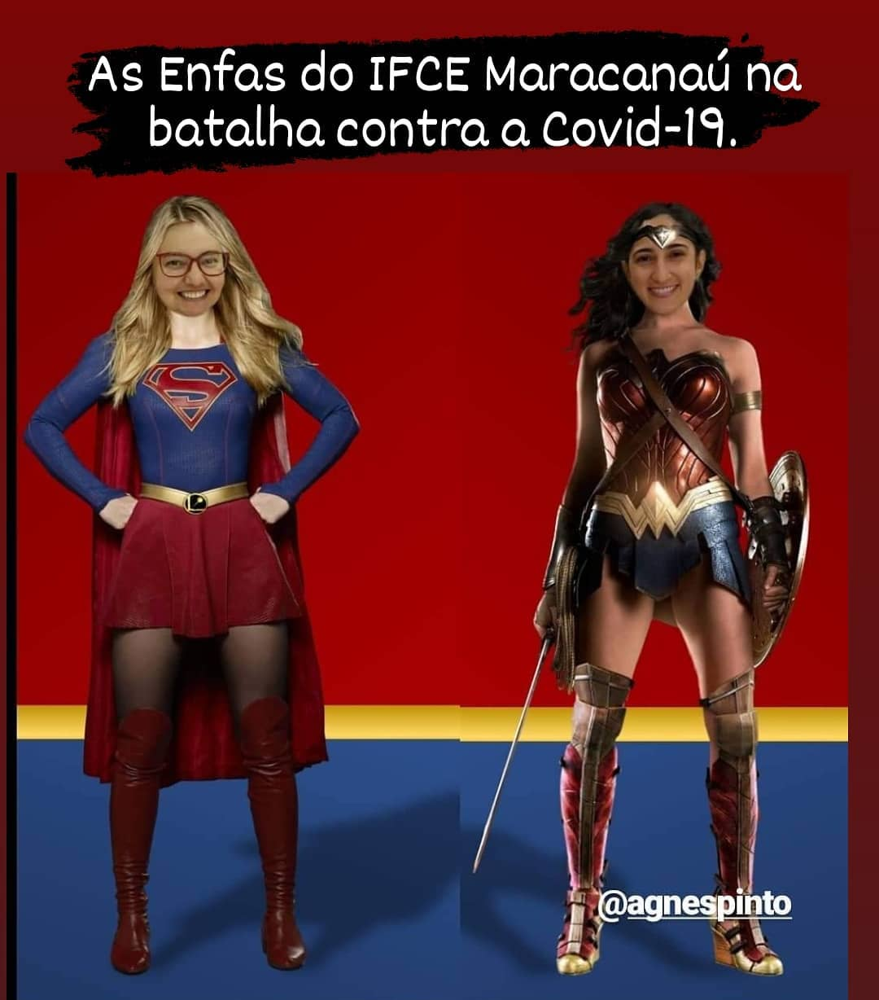 As Enfas do IFCE Maracanaú na
batalha contra a Covid-19.
S
@agnespinto